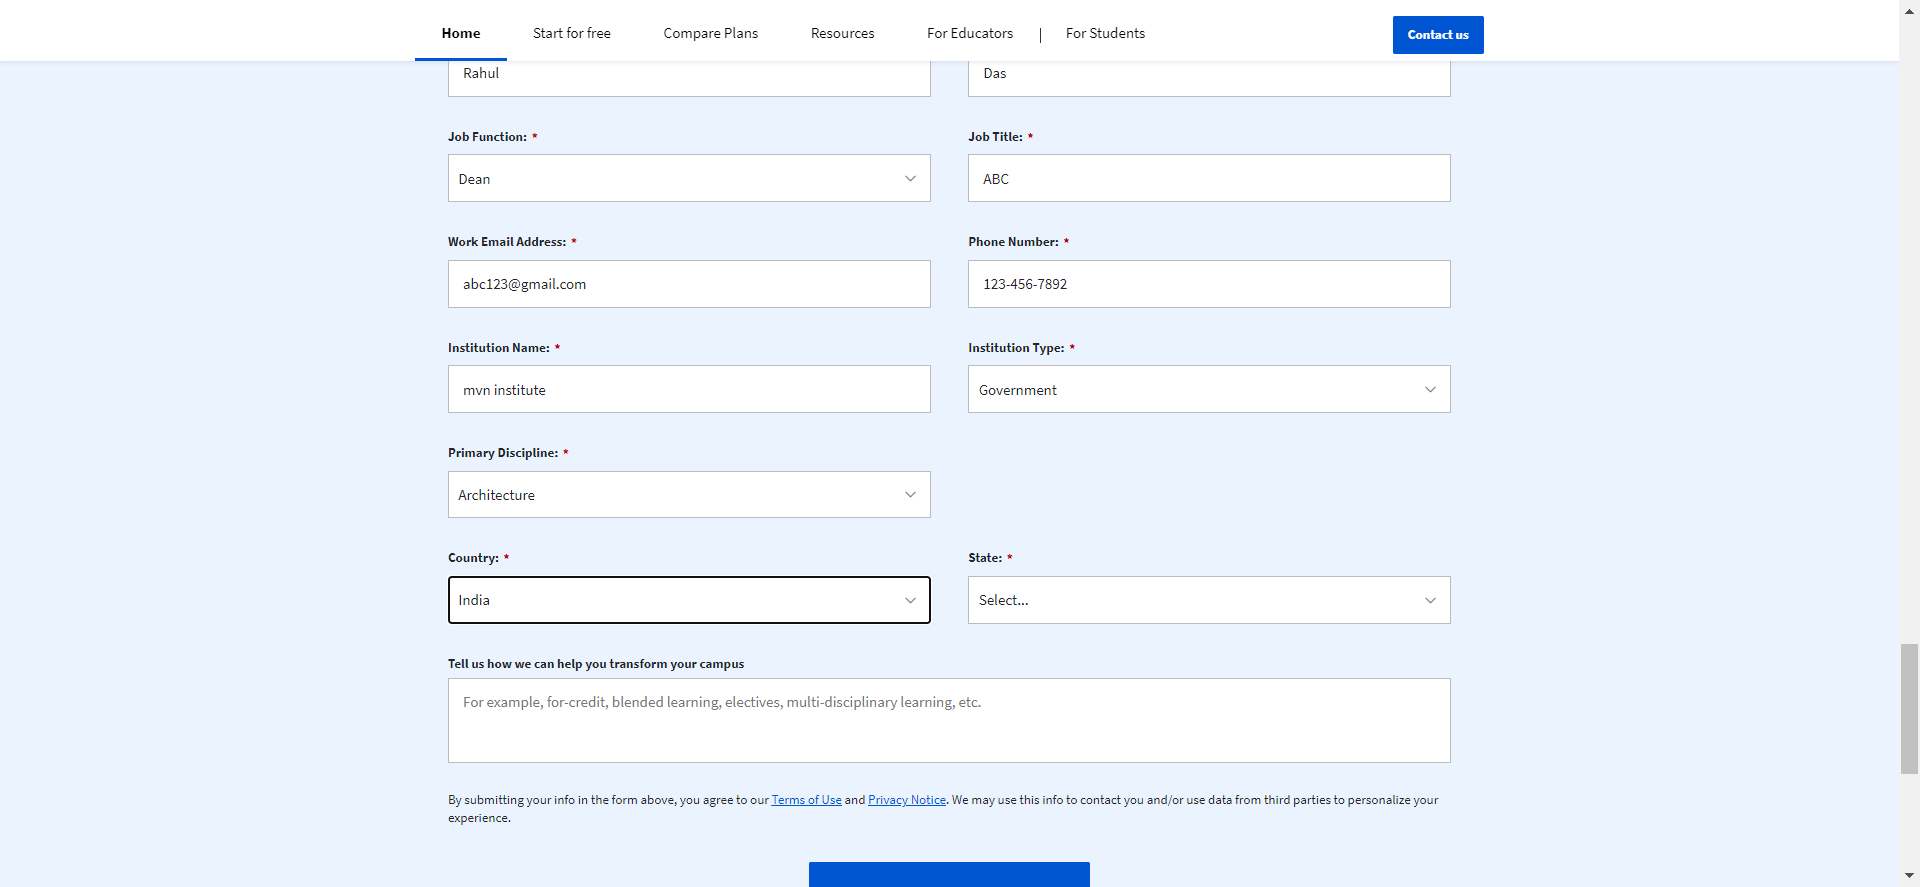 Home Start for free Compare Plans Resources For Educators | For Students Contact us
Rahul Das
Job Function: * Job Title: *
Dean ABC
Work Email Address: * Phone Number: *
abc123@gmail.com 123-456-7892
Institution Name: * Institution Type: *
mvn institute Government
Primary Discipline: *
Architecture
Country: * State: *
India Select...
Tell us how we can help you transform your campus
For example, for-credit, blended learning, electives, multi-disciplinary learning, etc.
By submitting your info in the form above, you agree to our Terms of Use and Privacy Notice. We may use this info to contact you and/or use data from third parties to personalize your
experience.